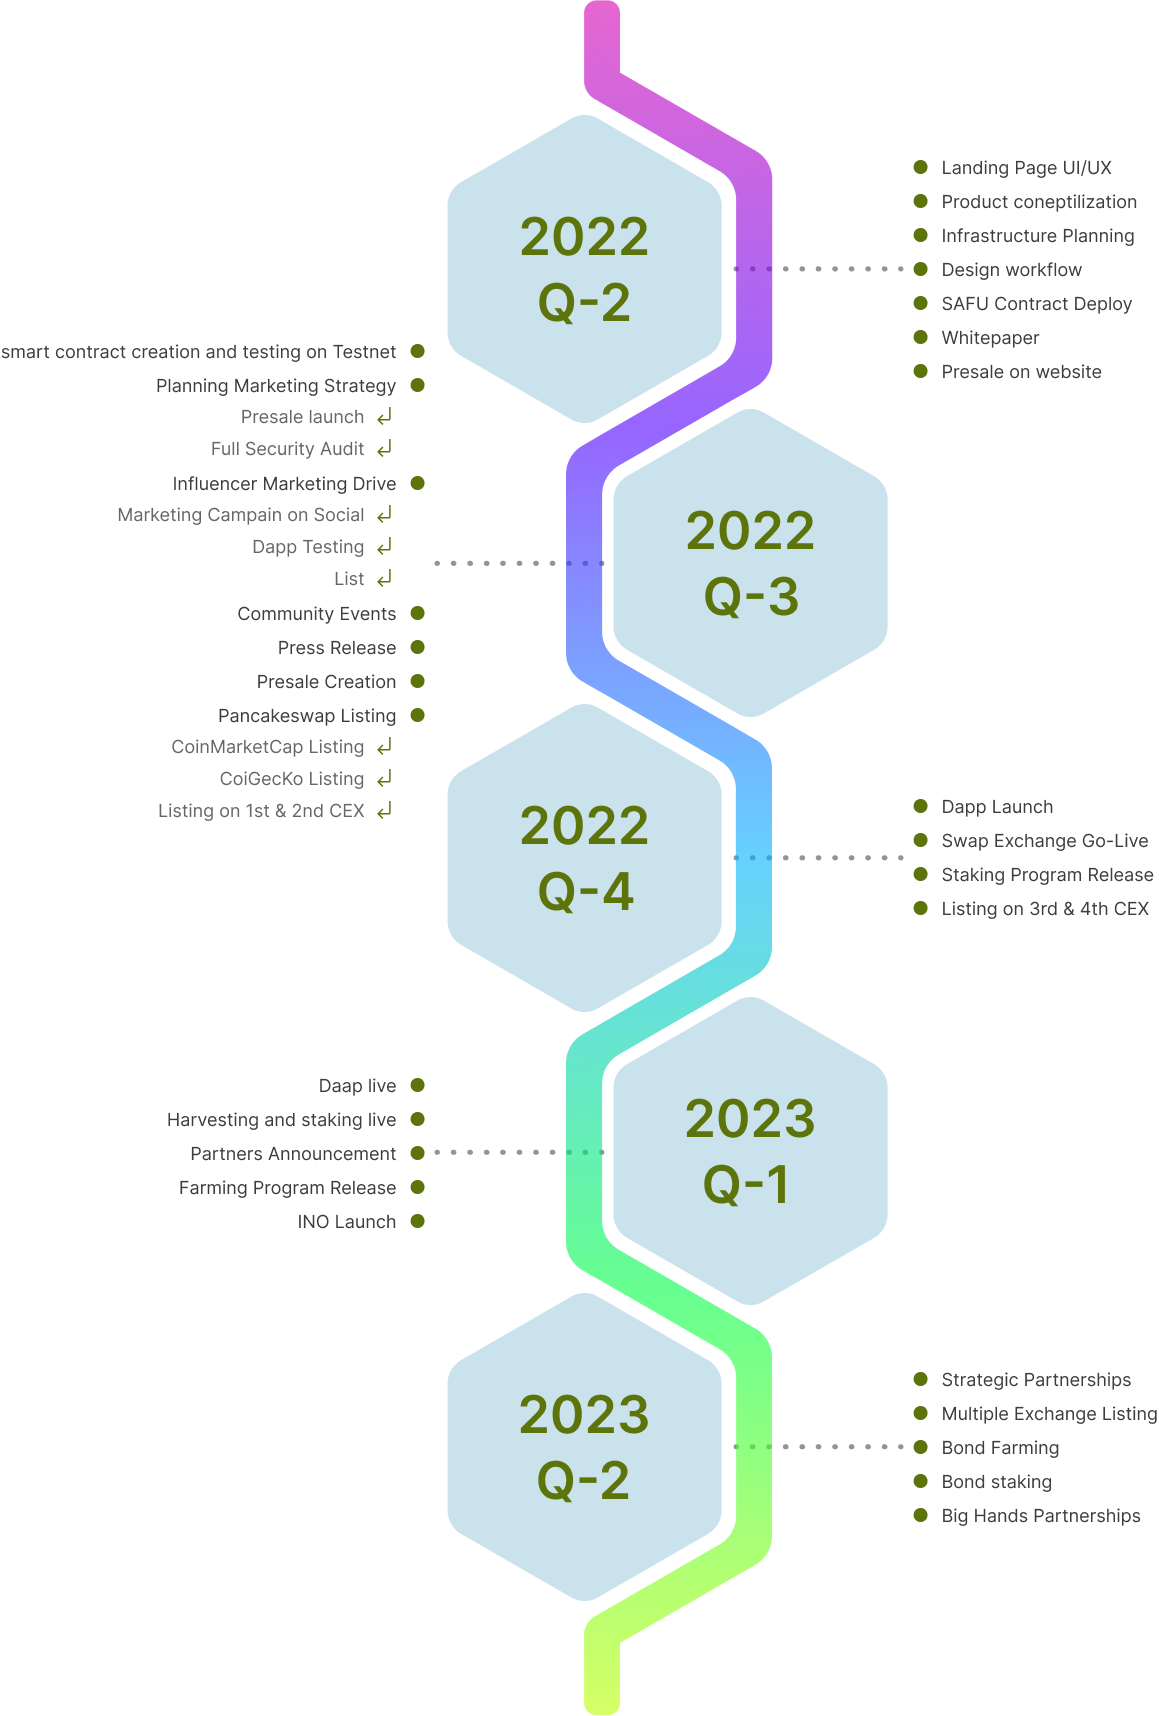 2022
Q-2
Landing Page UI/UX
Product coneptilization
Infrastructure Planning
Design workflow
SAFU Contract Deploy
Whitepaper
Presale on website
2022
Q-3
smart contract creation and testing on Testnet
Planning Marketing Strategy
Presale launch
Full Security Audit
Influencer Marketing Drive
Marketing Campain on Social
Dapp Testing
List
Community Events
Press Release
Presale Creation
Pancakeswap Listing
CoinMarketCap Listing
CoiGecKo Listing
Listing on 1st & 2nd CEX
2022
Q-4
Dapp Launch
Swap Exchange Go-Live
Staking Program Release
Listing on 3rd & 4th CEX
2023
Q-1
Daap live
Harvesting and staking live
Partners Announcement
Farming Program Release
INO Launch
2023
Q-2
Strategic Partnerships
Multiple Exchange Listing
Bond Farming
Bond staking
Big Hands Partnerships